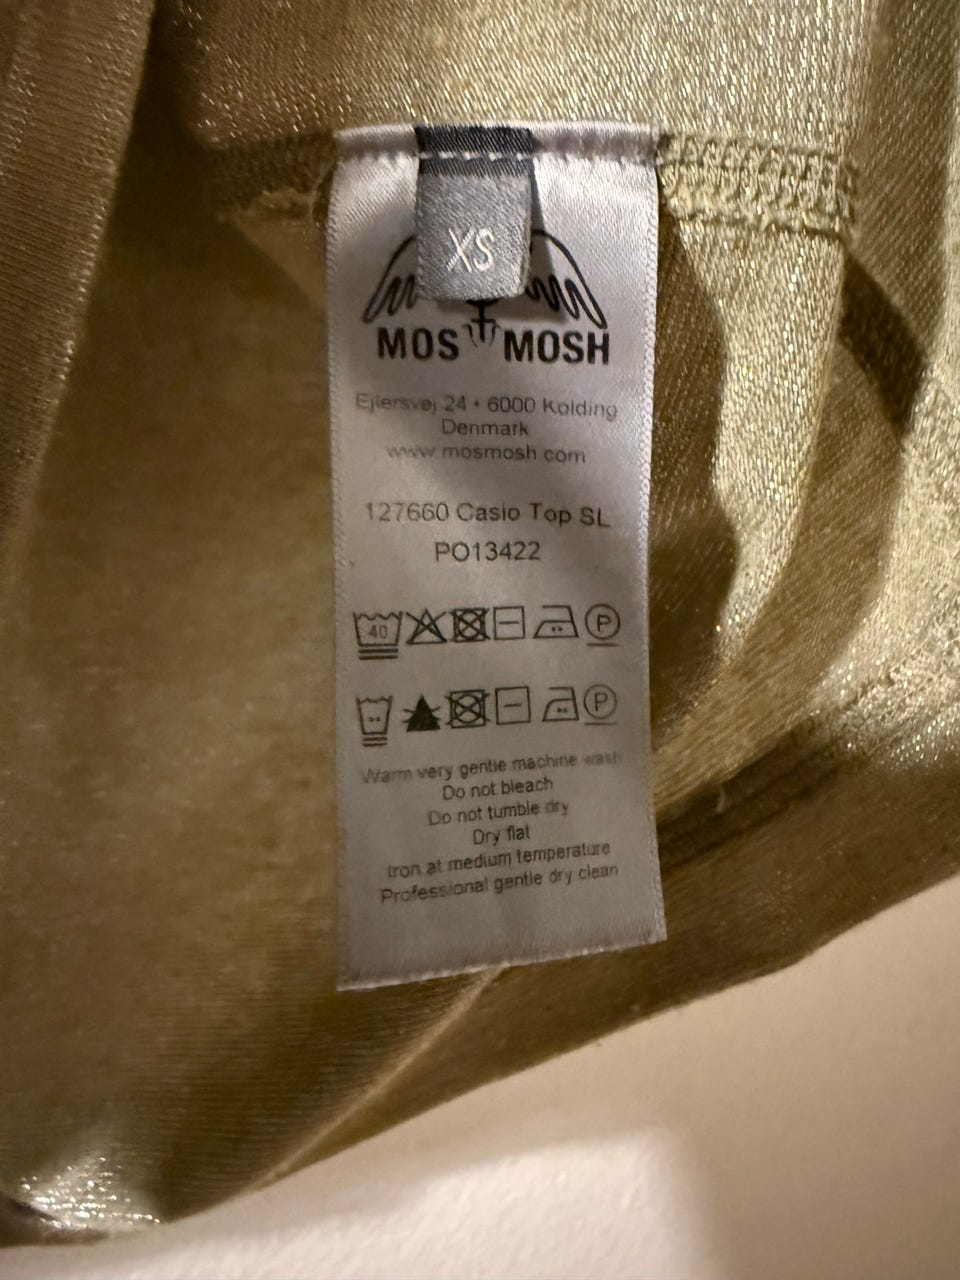 XS
MOS MOSH
Ejlersvej 24 • 6000 Kolding
Denmark
www.mosmosh.com
127660 Casio Top SL
PO13422
40 P
P
Warm very gentle machine wash
Do not bleach
Do not tumble dry
Dry flat
Iron at medium temperature
Professional gentle dry clean